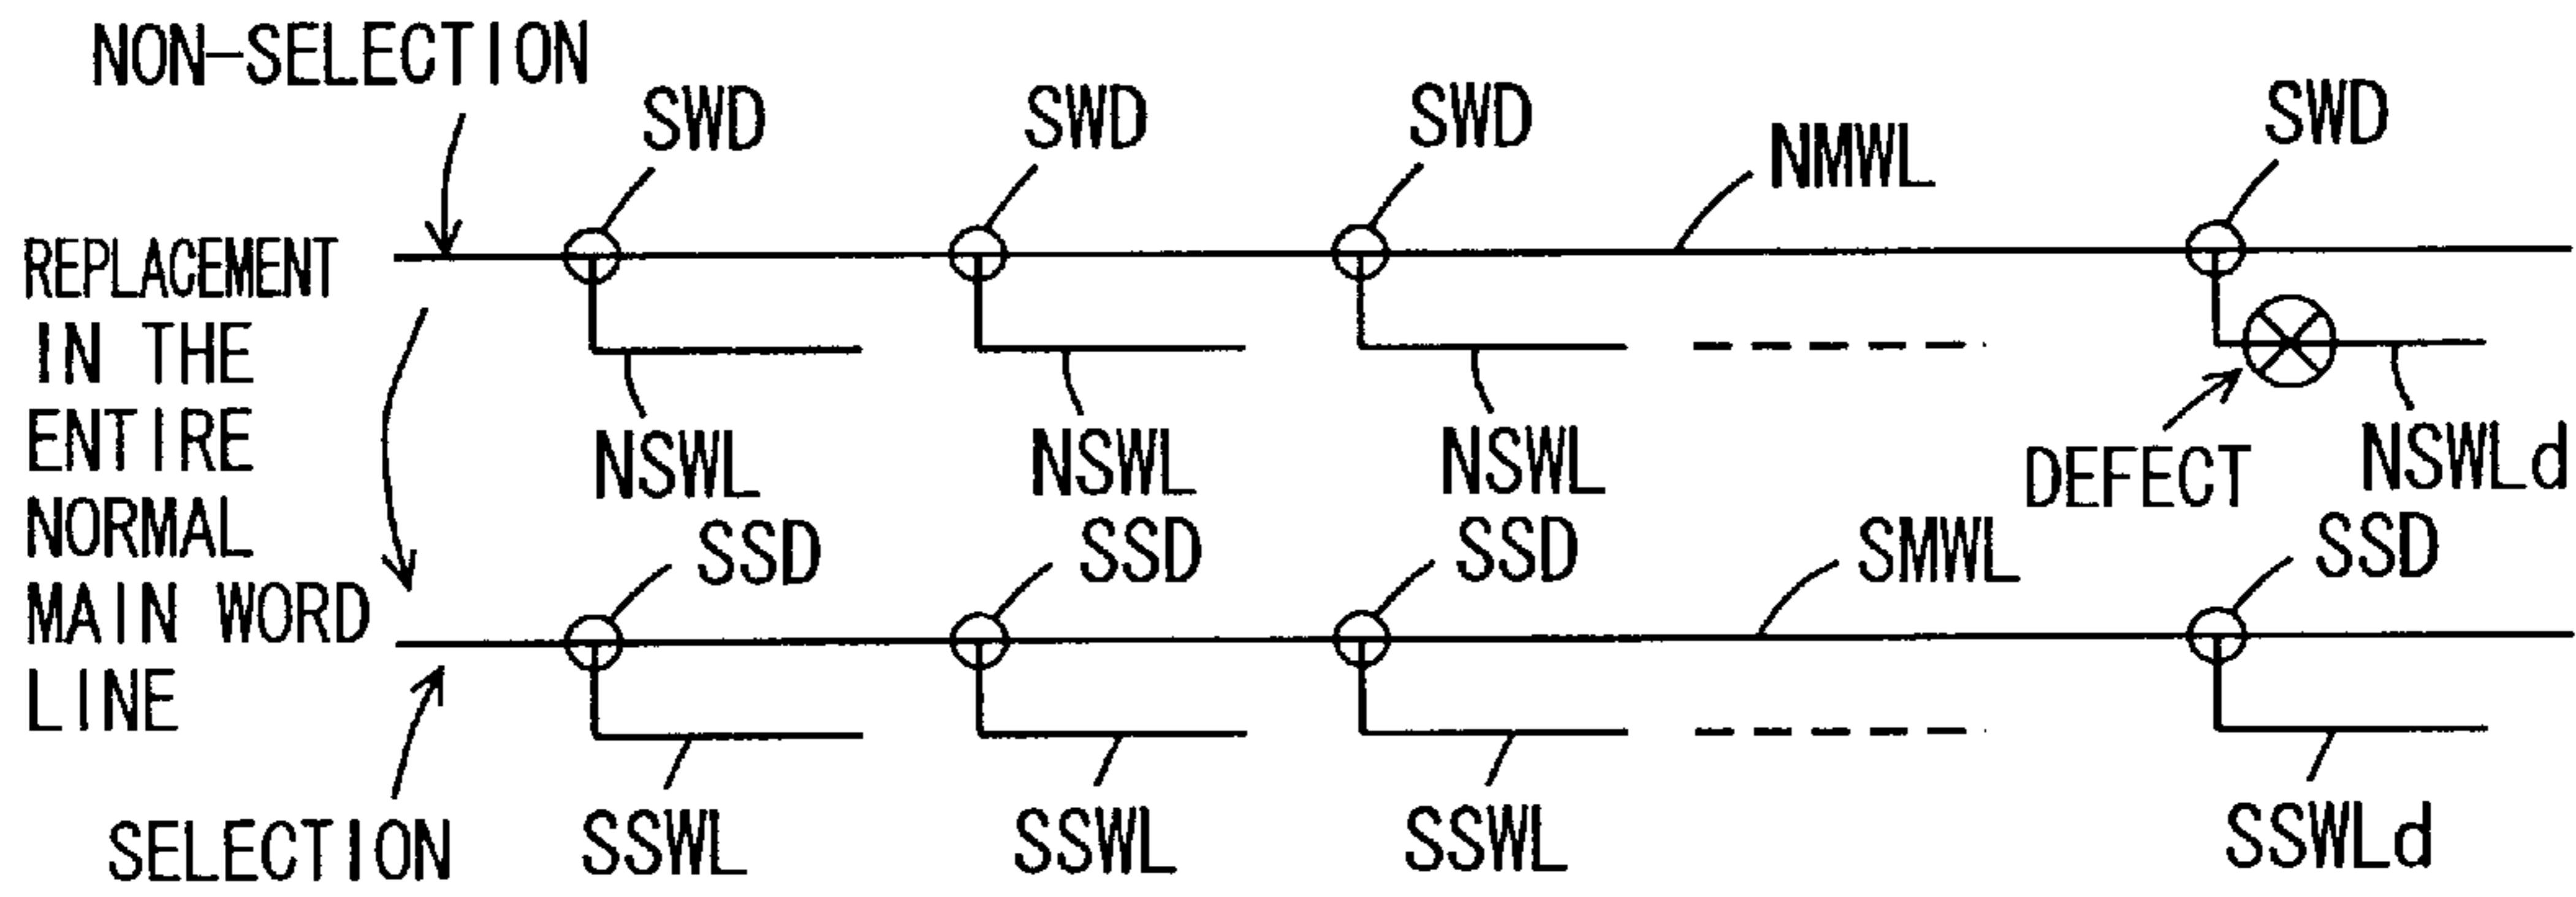 NON-SELECTION
SWD SWD SWD NMWL SWD
REPLACEMENT
IN THE
ENTIRE
NORMAL
MAIN WORD
LINE
NSWL NSWL NSWL DEFECT NSWLd
SSD SSD SSD SMWL SSD
SELECTION SSWL SSWL SSWL SSWLd